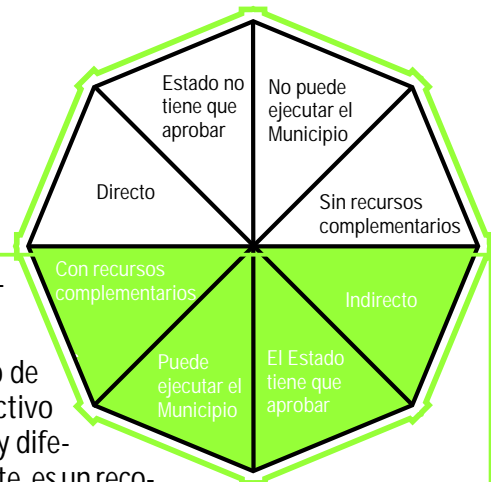 Estado no
tiene que
aprobar
No puede
ejecutar el
Municipio
Directo
Sin recursos
complementarios
Con recursos
complementarios
Indirecto
Puede
ejecutar el
Municipio
El Estado
tiene que
aprobar
-
o de
ctivo
y dife-
te, es un reco-